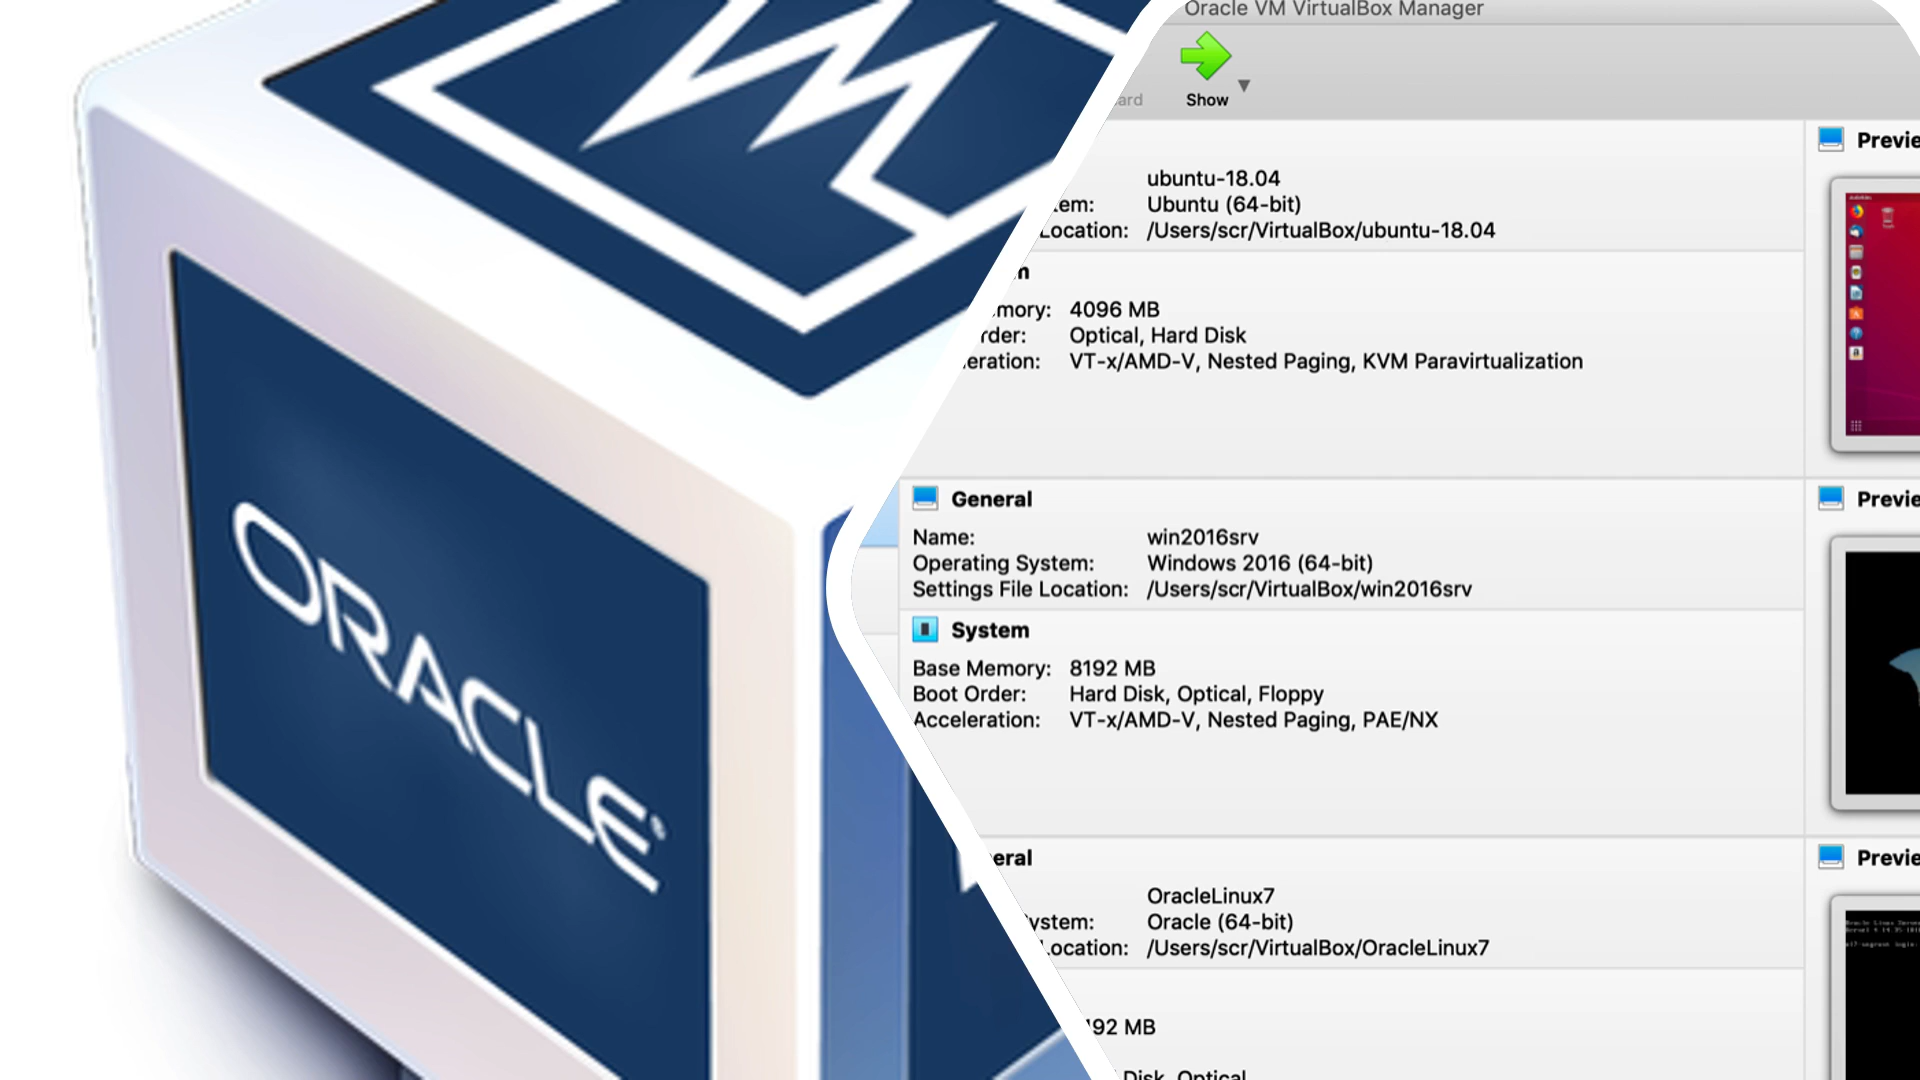 ORACLE
Oracle VM VirtualBox Manager
Show
ubuntu-18.04
Ubuntu (64-bit)
Location: /Users/scr/VirtualBox/ubuntu-18.04
4096 MB
Optical, Hard Disk
VT-x/AMD-V, Nested Paging, KVM Paravirtualization
General
Name: win2016srv
Operating System: Windows 2016 (64-bit)
Settings File Location: /Users/scr/VirtualBox/win2016srv
System
Base Memory: 8192 MB
Boot Order: Hard Disk, Optical, Floppy
Acceleration: VT-x/AMD-V, Nested Paging, PAE/NX
OracleLinux7
Oracle (64-bit)
Location: /Users/scr/VirtualBox/OracleLinux7
192 MB
Disk, Optical
Previe
Previe
Previe